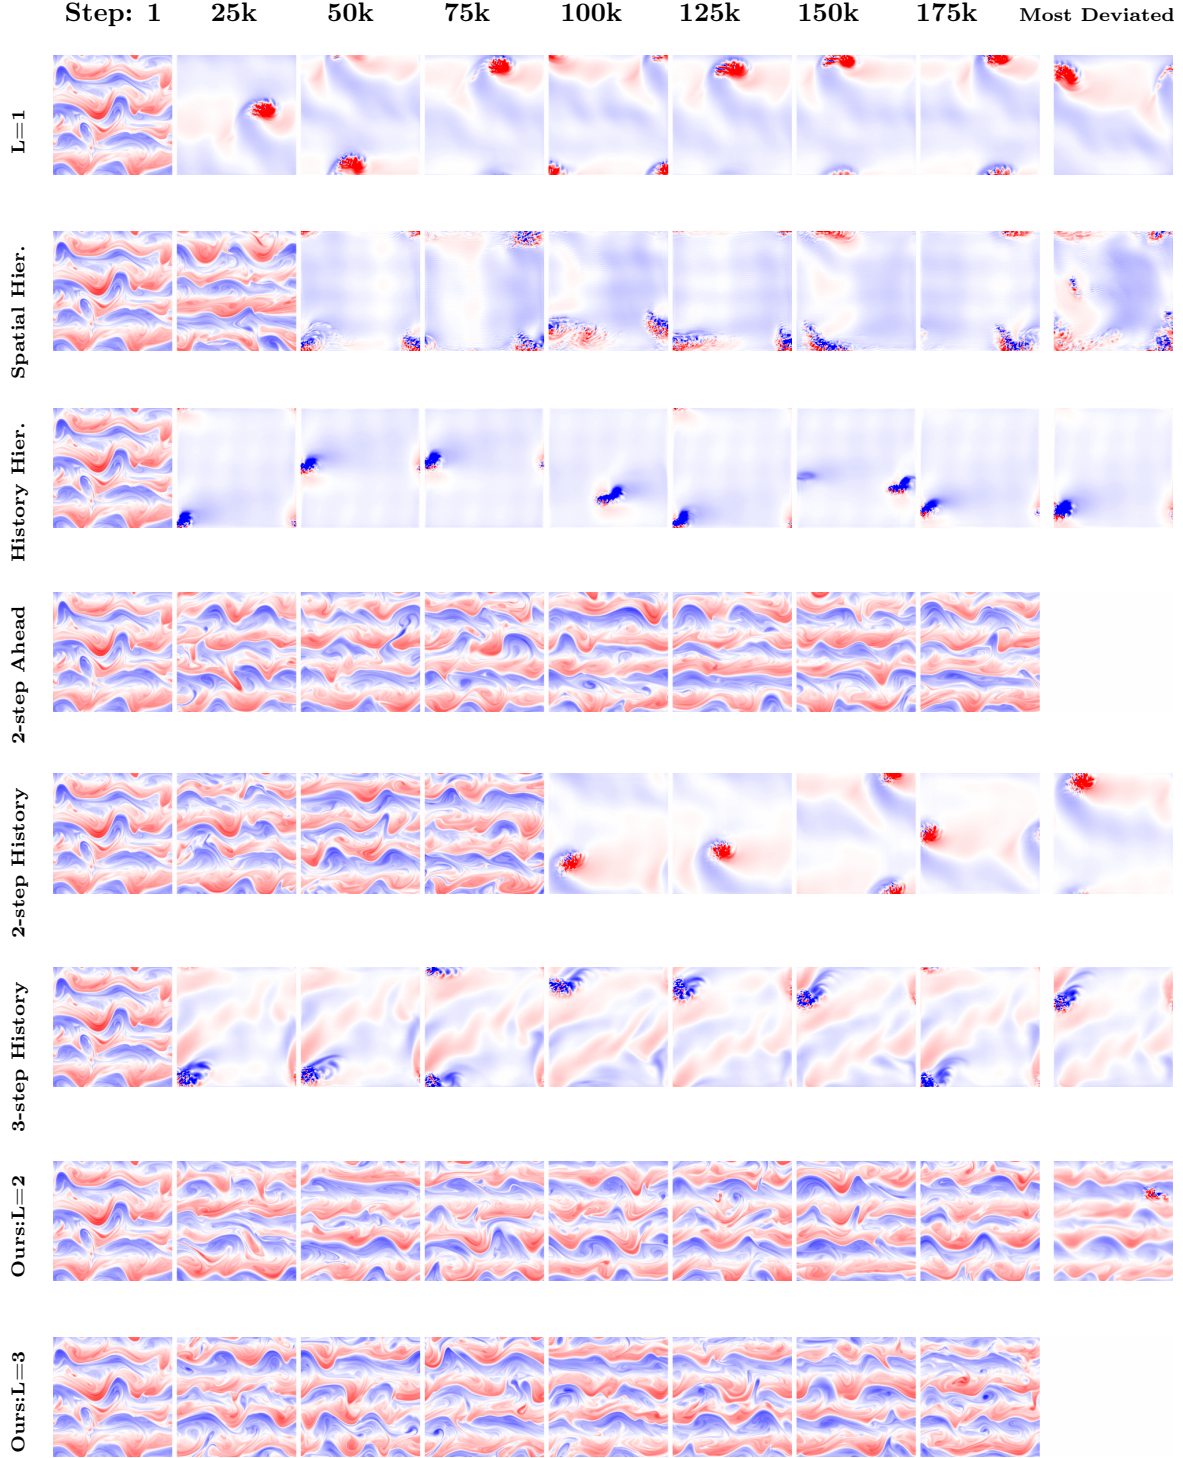 Step: 1 25k 50k 75k 100k 125k 150k 175k Most Deviated
L=1
Spatial Hier.
History Hier.
2-step Ahead
2-step History
3-step History
Ours:L=2
Ours:L=3